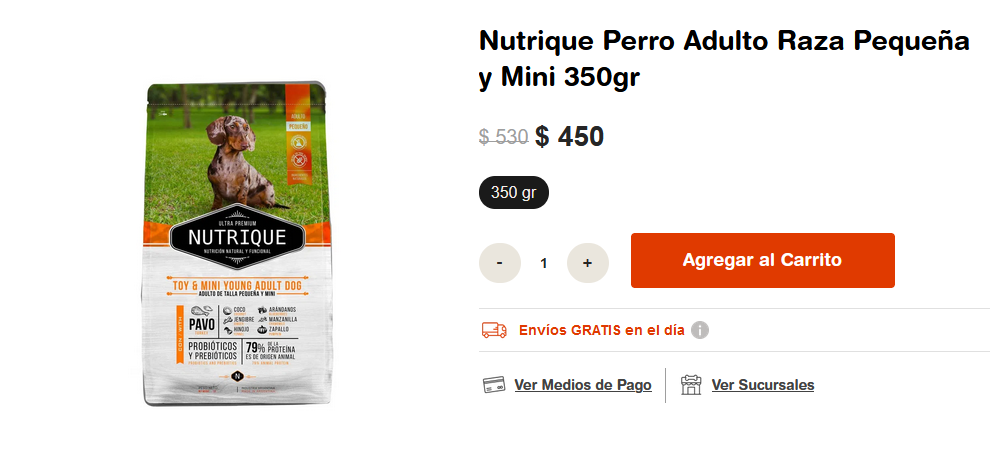 Nutrique Perro Adulto Raza Pequeña
y Mini 350gr
$ 530 $ 450
350 gr
- 1 +
Agregar al Carrito
Envíos GRATIS en el día
Ver Medios de Pago
Ver Sucursales
ADULTO
PEQUEÑO
ULTRA PREMIUM
NUTRIQUE
NUTRICIÓN NATURAL Y FUNCIONAL
TOY & MINI YOUNG ADULT DOG
ADULTO DE TALLA PEQUEÑA Y MINI
CON / WITH
PAVO
TURKEY
COCO
JENGIBRE
HINOJO
ARÁNDANOS
MANZANILLA
ZAPALLO
PROBIÓTICOS
Y PREBIÓTICOS
79% DE LA PROTEÍNA
ES DE ORIGEN ANIMAL
N